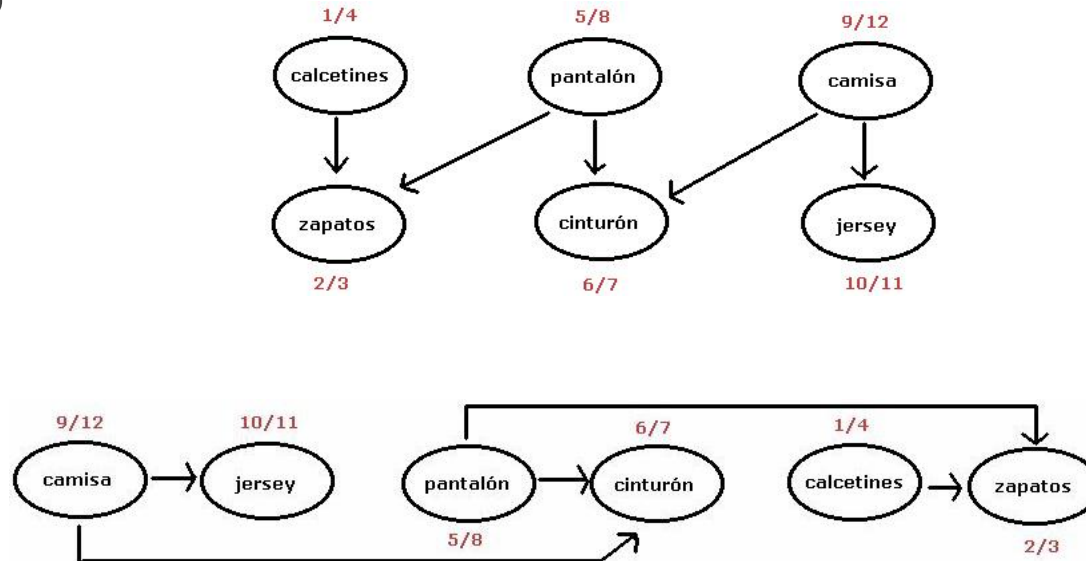 )
1/4 5/8 9/12
calcetines pantalón camisa
zapatos cinturón jersey
2/3 6/7 10/11
9/12 10/11 6/7 1/4
camisa jersey pantalón cinturón calcetines zapatos
5/8 2/3